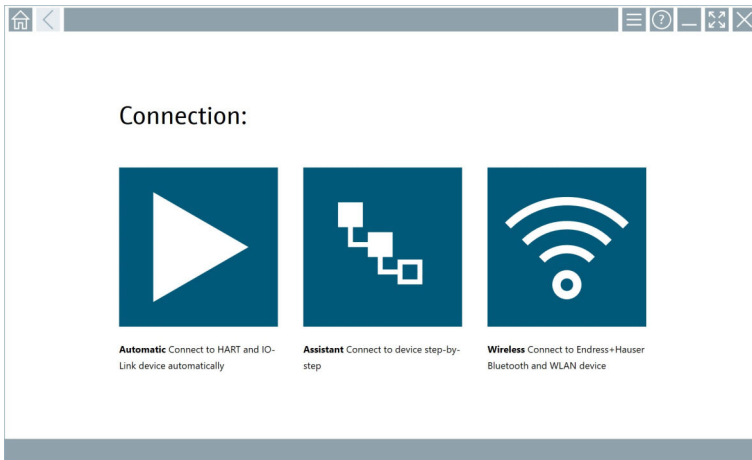 Connection:
Automatic Connect to HART and IO-
Link device automatically
Assistant Connect to device step-by-
step
Wireless Connect to Endress+Hauser
Bluetooth and WLAN device